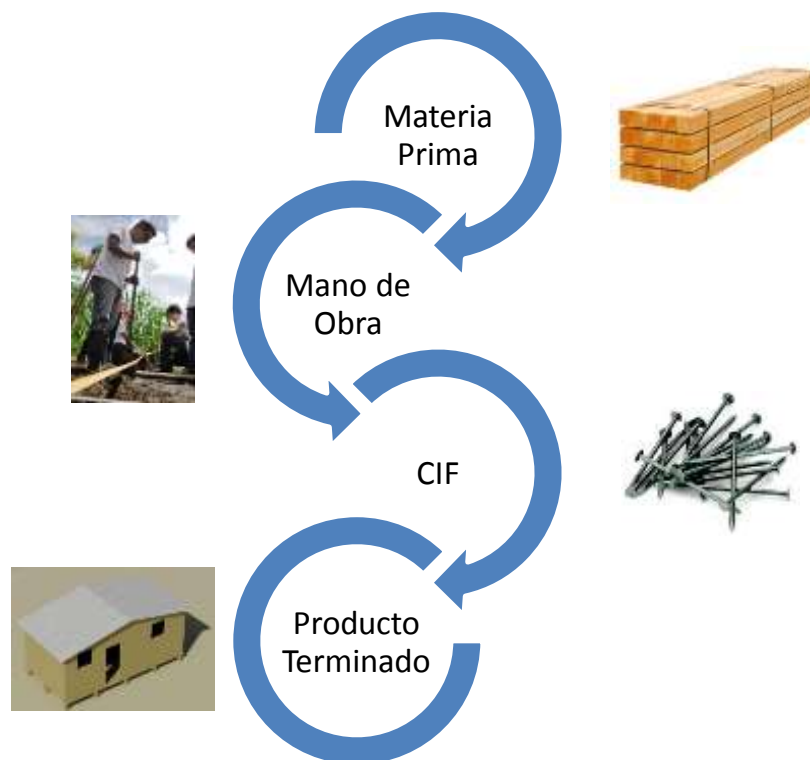 Materia
Prima
Mano de
Obra
CIF
Producto
Terminado